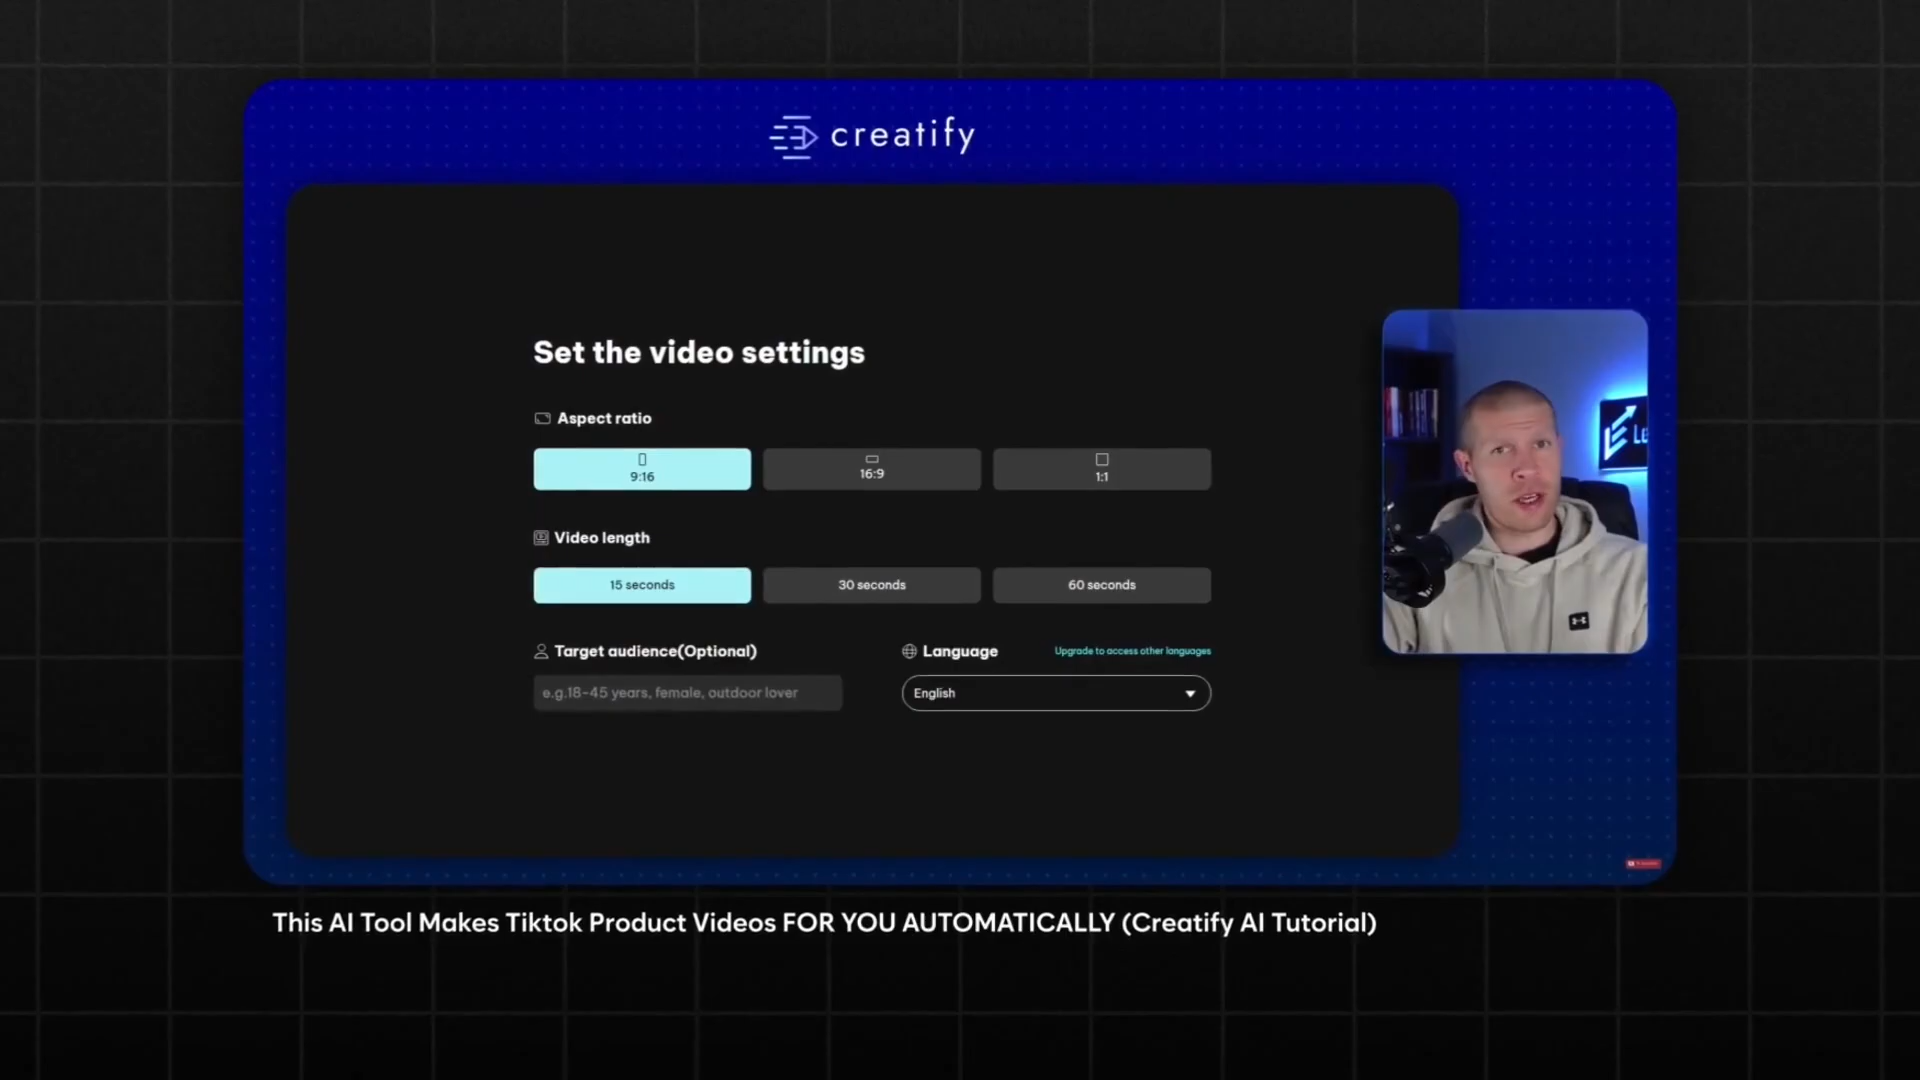 creatify
Set the video settings
Aspect ratio
9:16
16:9
1:1
Video length
15 seconds
30 seconds
60 seconds
Target audience(Optional)
Language
Upgrade to access other languages
e.g.18-45 years, female, outdoor lover
English
Le
This AI Tool Makes Tiktok Product Videos FOR YOU AUTOMATICALLY (Creatify AI Tutorial)